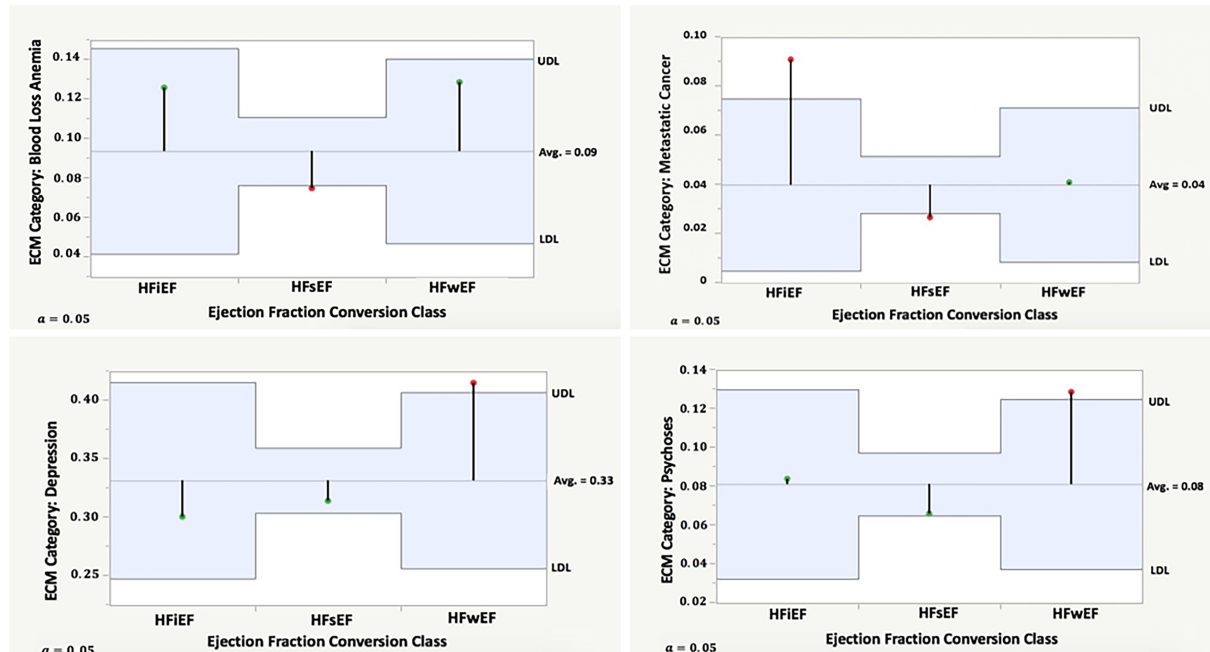 ECM Category: Blood Loss Anemia
0.14
0.12
0.10
0.08
0.06
0.04
UDL
Avg. = 0.09
LDL
HFiEF HFsEF HFwEF
Ejection Fraction Conversion Class
α = 0.05
ECM Category: Metastatic Cancer
0.10
0.08
0.06
0.04
0.02
0
UDL
Avg = 0.04
LDL
HFiEF HFsEF HFwEF
Ejection Fraction Conversion Class
α = 0.05
ECM Category: Depression
0.40
0.35
0.30
0.25
UDL
Avg. = 0.33
LDL
HFiEF HFsEF HFwEF
Ejection Fraction Conversion Class
α = 0.05
ECM Category: Psychoses
0.14
0.12
0.10
0.08
0.06
0.04
0.02
UDL
Avg. = 0.08
LDL
HFiEF HFsEF HFwEF
Ejection Fraction Conversion Class
α = 0.05